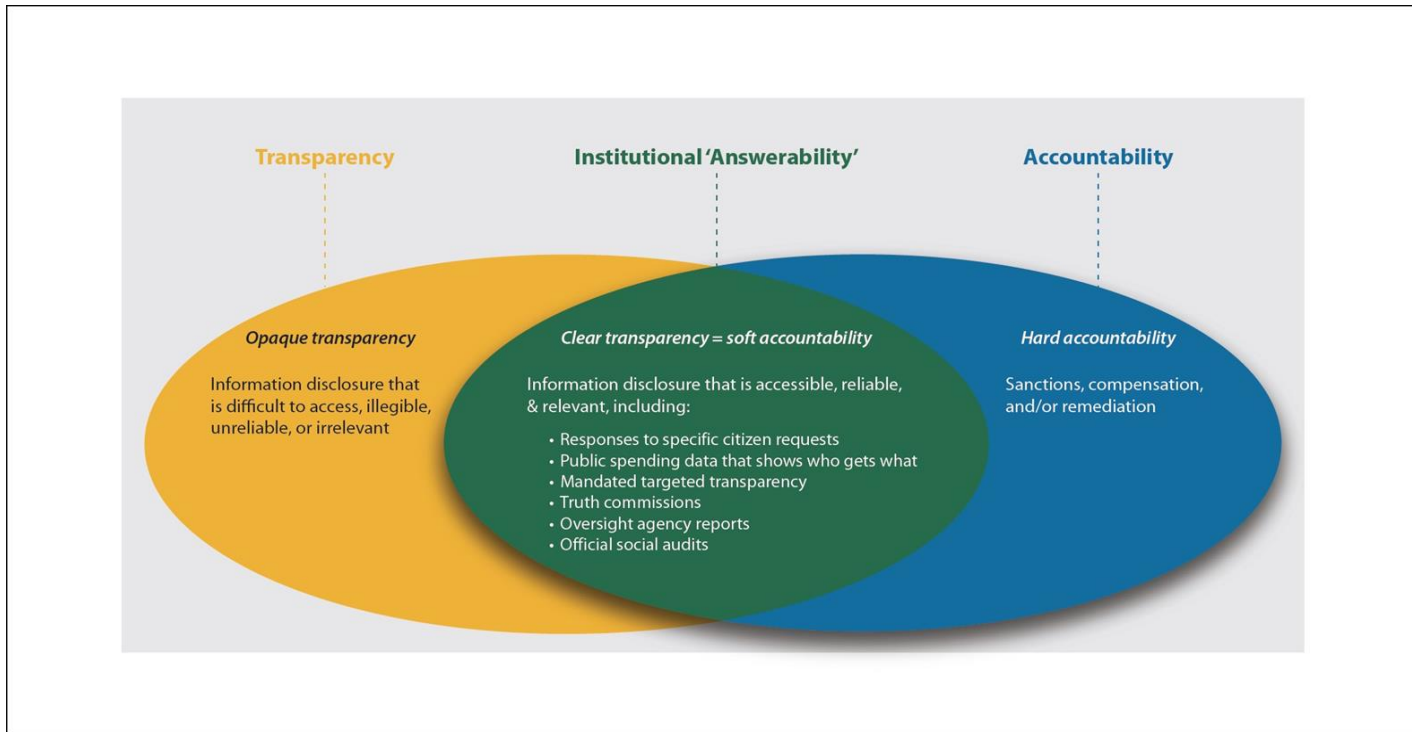 Transparency
Institutional ‘Answerability’
Accountability
Opaque transparency
Information disclosure that
is difficult to access, illegible,
unreliable, or irrelevant
Clear transparency = soft accountability
Information disclosure that is accessible, reliable,
& relevant, including:
• Responses to specific citizen requests
• Public spending data that shows who gets what
• Mandated targeted transparency
• Truth commissions
• Oversight agency reports
• Official social audits
Hard accountability
Sanctions, compensation,
and/or remediation